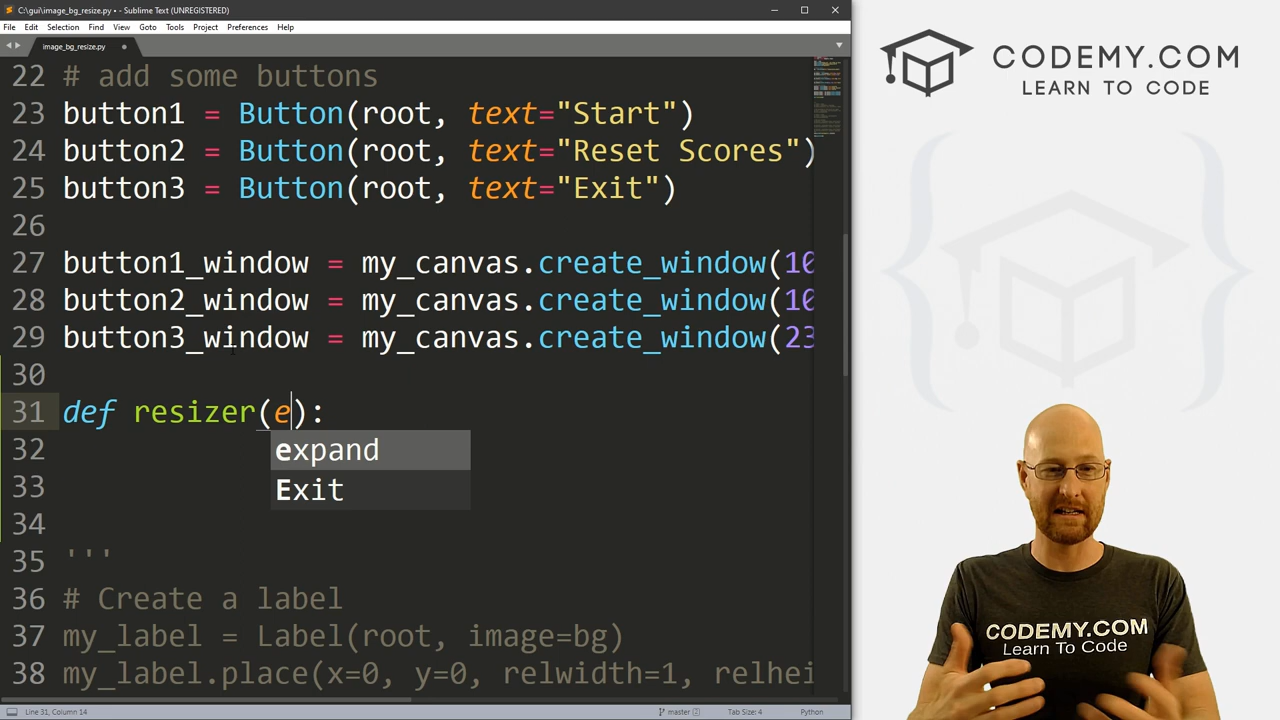 C:\gui\image_bg_resize.py • - Sublime Text (UNREGISTERED)
File Edit Selection Find View Goto Tools Project Preferences Help
image_bg_resize.py
22 # add some buttons
23 button1 = Button(root, text="Start")
24 button2 = Button(root, text="Reset Scores")
25 button3 = Button(root, text="Exit")
26
27 button1_window = my_canvas.create_window(10
28 button2_window = my_canvas.create_window(10
29 button3_window = my_canvas.create_window(23
30
31 def resizer(e):
32 expand
33 Exit
34
35 '''
36 # Create a label
37 my_label = Label(root, image=bg)
38 my_label.place(x=0, y=0, relwidth=1, relhei
Line 31, Column 14 master 2 Tab Size: 4 Python
CODEMY.COM
LEARN TO CODE
CODEMY.COM
Learn To Code